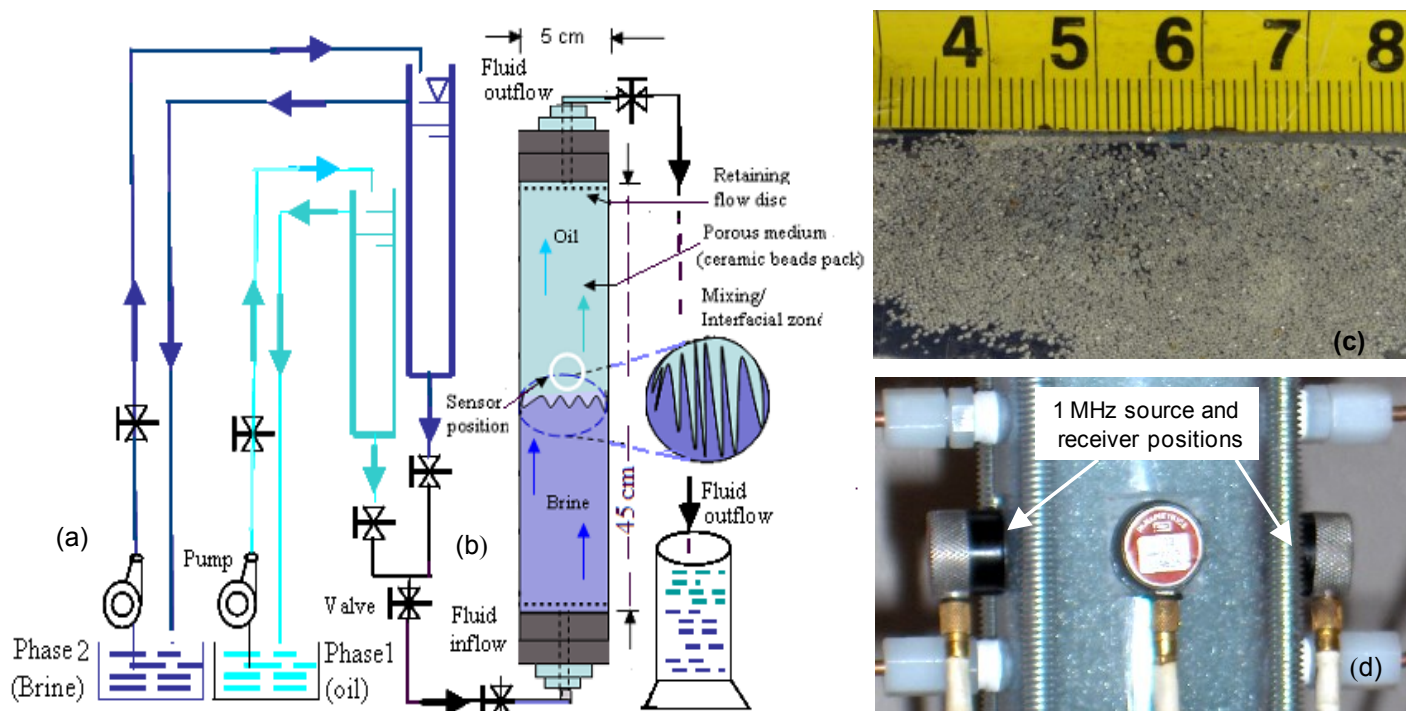 5 cm
Fluid
outflow
Retaining
flow disc
Oil
Porous medium
(ceramic beads pack)
Mixing/
Interfacial zone
Sensor
position
45 cm
Brine
Fluid
outflow
(a)
(b)
Pump
Valve
Fluid
inflow
Phase 2
(Brine)
Phase1
(oil)
4 5 6 7 8
(c)
1 MHz source and
receiver positions
PANAMETRICS
(d)